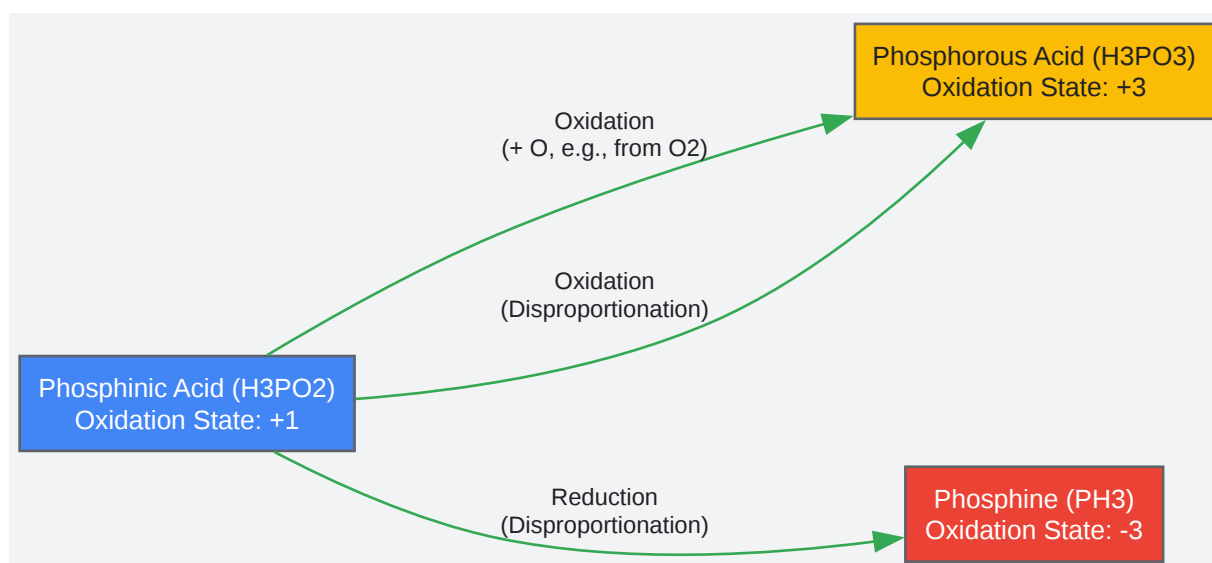 Phosphorous Acid (H3PO3)
Oxidation State: +3
Oxidation
(+ O, e.g., from O2)
Oxidation
(Disproportionation)
Phosphinic Acid (H3PO2)
Oxidation State: +1
Reduction
(Disproportionation)
Phosphine (PH3)
Oxidation State: -3